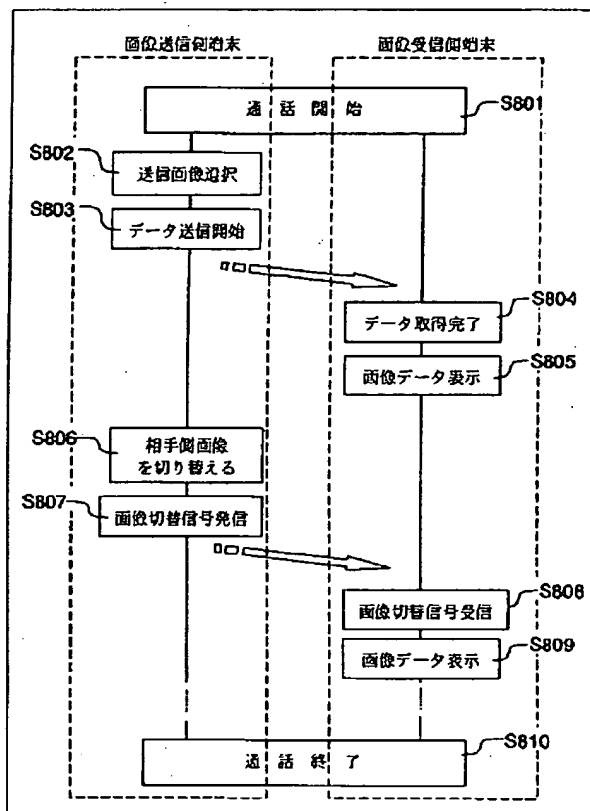 画像送信側端末
画像受信側端末
通話開始
S801
S802
送信画像選択
S803
データ送信開始
S804
データ取得完了
S805
画像データ表示
S806
相手側画像
を切り替える
S807
画像切替信号発信
S808
画像切替信号受信
S809
画像データ表示
S810
通話終了